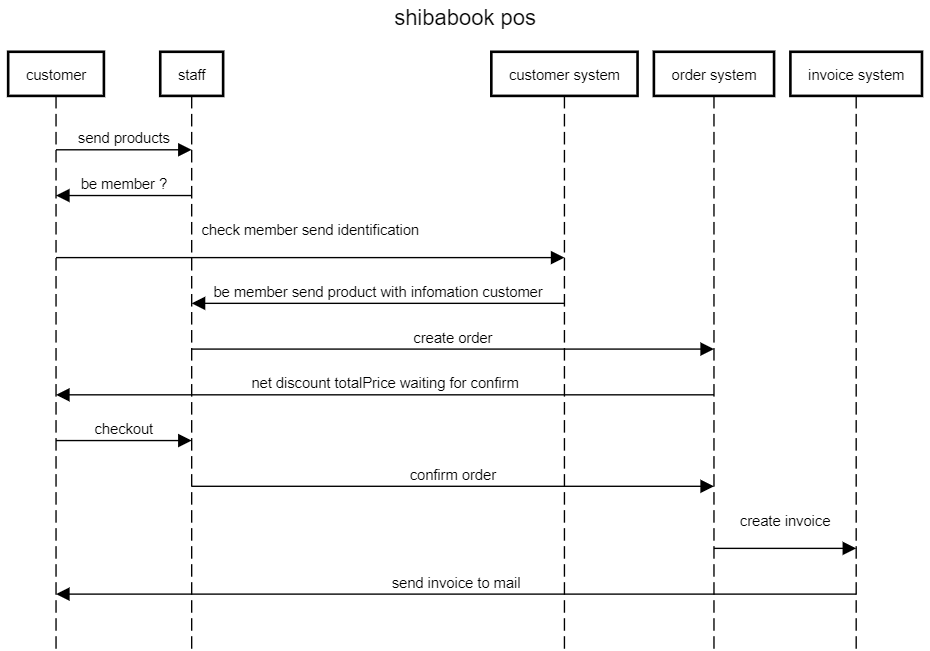 shibabook pos
customer
staff
customer system
order system
invoice system
send products
be member ?
check member send identification
be member send product with infomation customer
create order
net discount totalPrice waiting for confirm
checkout
confirm order
create invoice
send invoice to mail